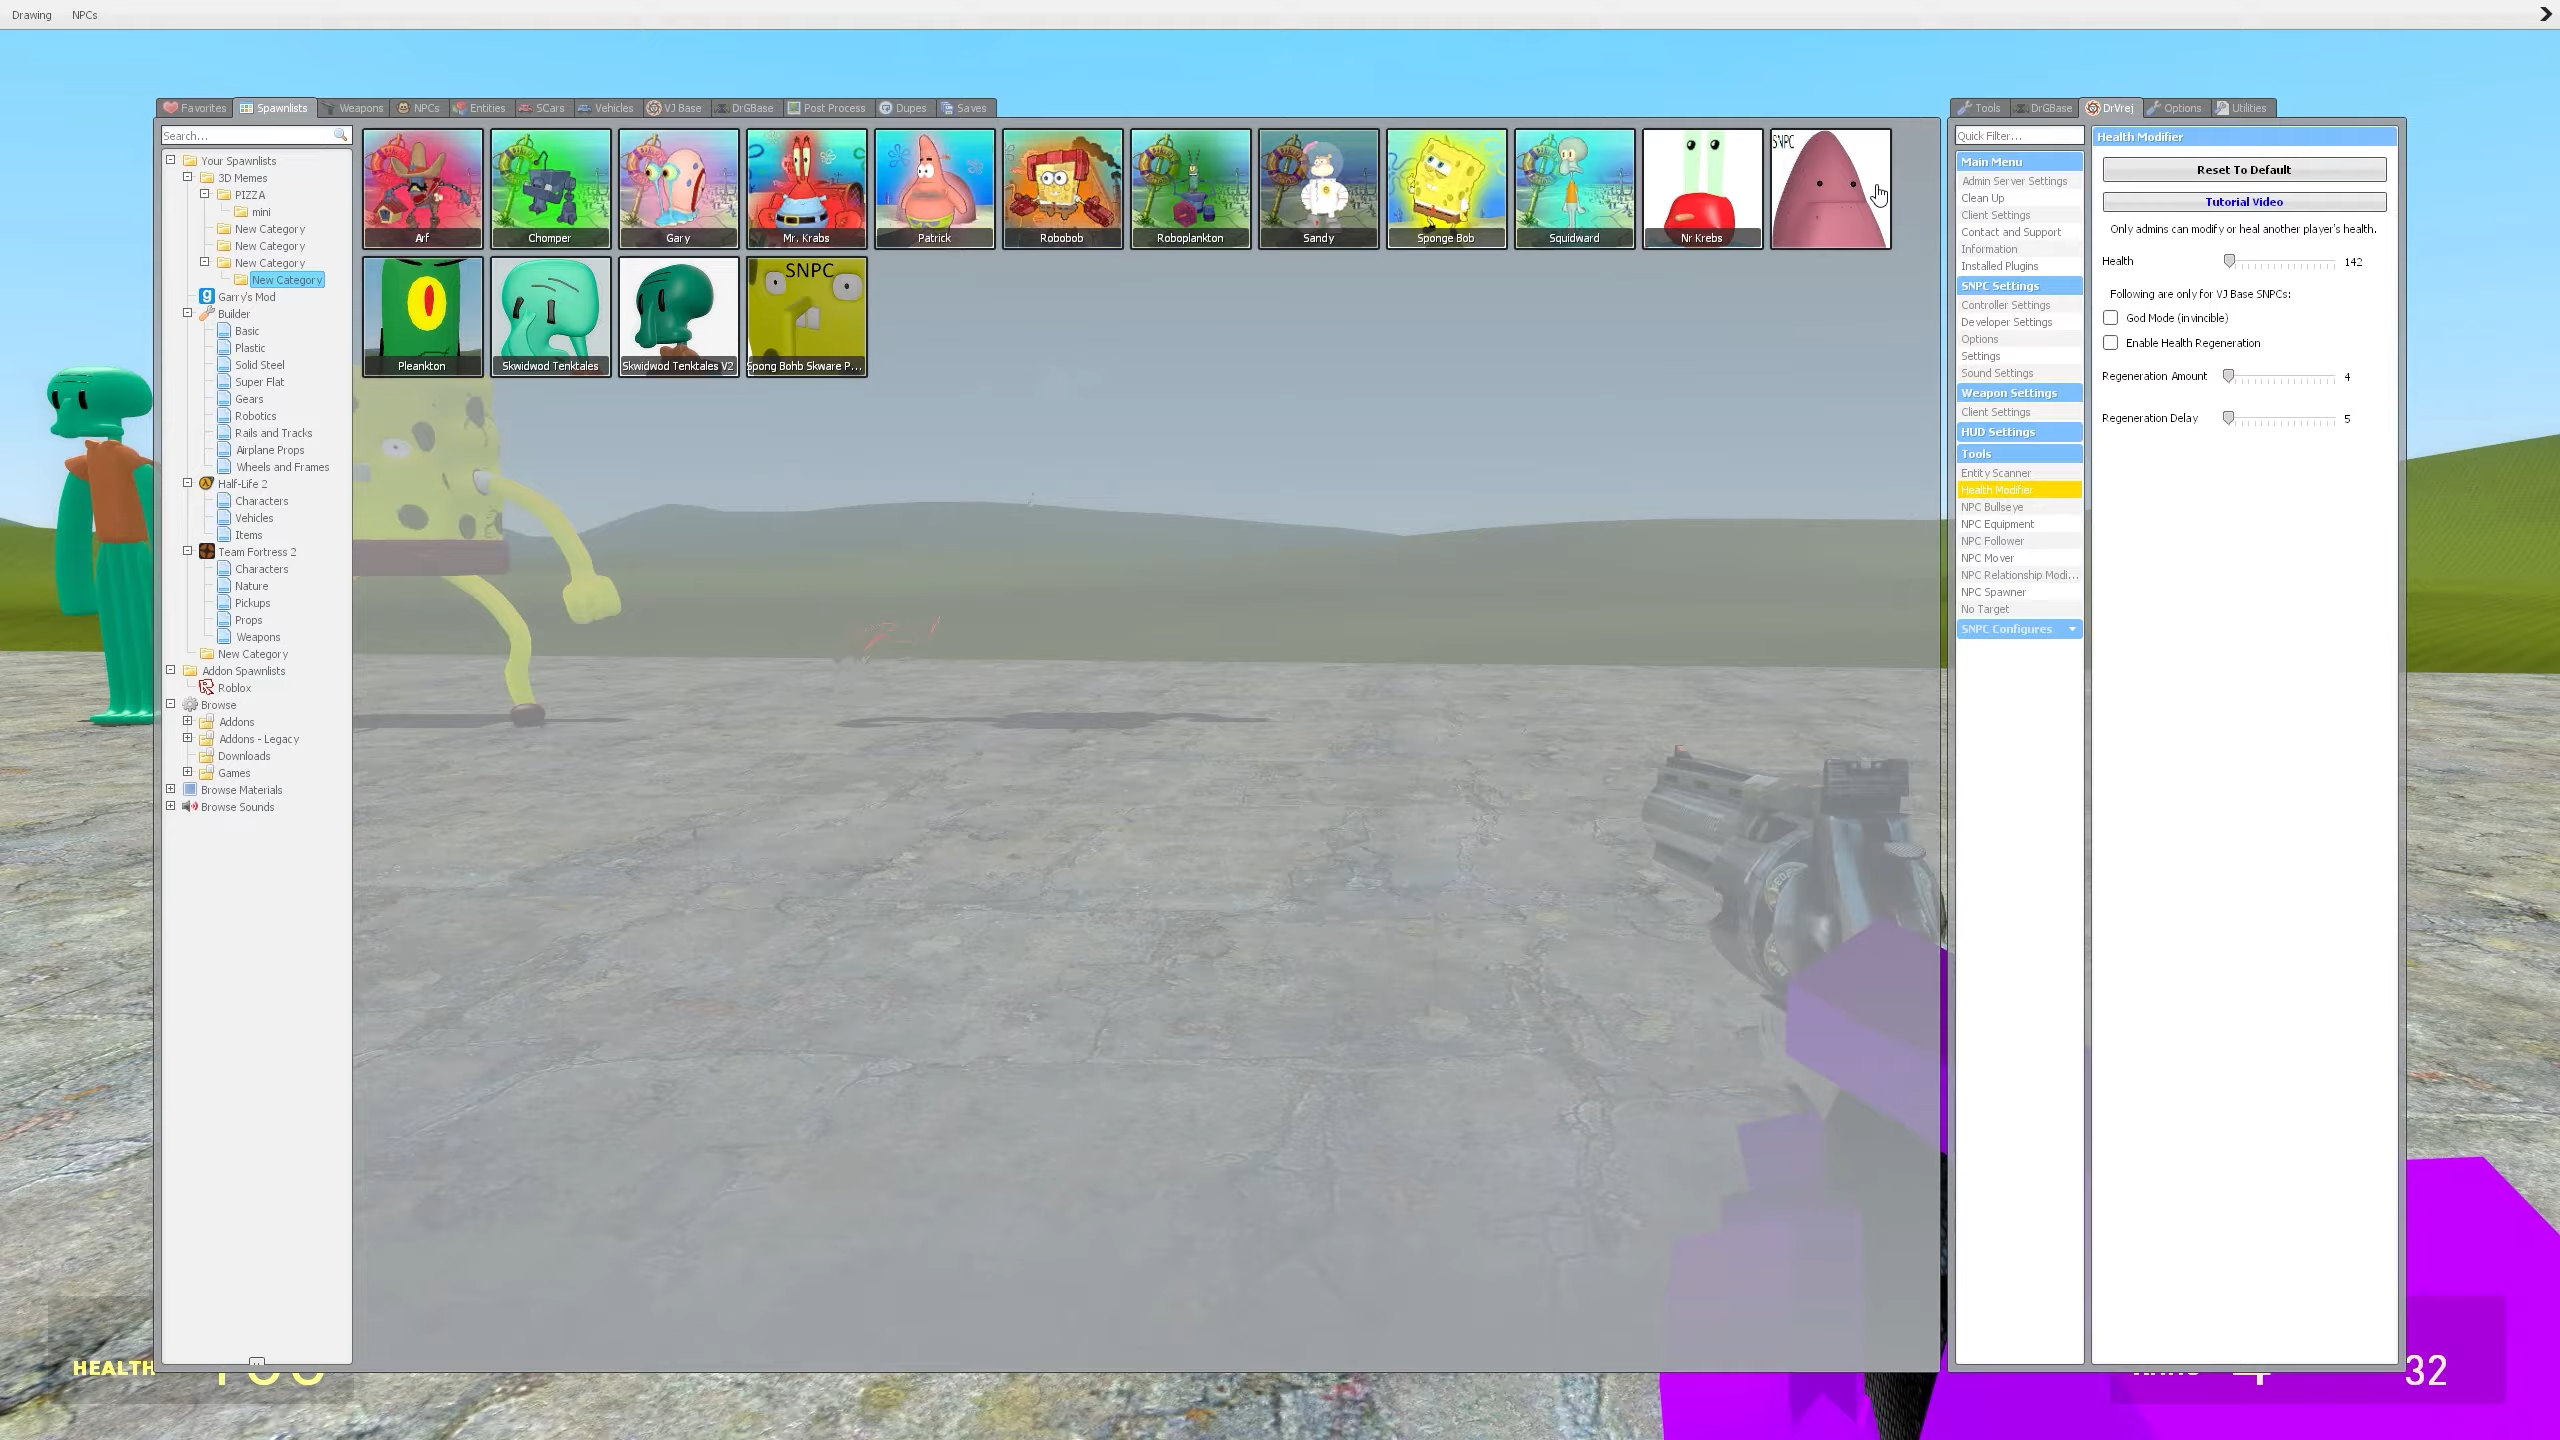 Drawing NPCs
Favorites Spawnlists Weapons NPCs Entities SCars Vehicles VJ Base DrGBase Post Process Dupes Saves
Search...
Your Spawnlists
3D Memes
PIZZA
mini
New Category
New Category
New Category
New Category
Garry's Mod
Builder
Basic
Plastic
Solid Steel
Super Flat
Gears
Robotics
Rails and Tracks
Airplane Props
Wheels and Frames
Half-Life 2
Characters
Vehicles
Items
Team Fortress 2
Characters
Nature
Pickups
Props
Weapons
New Category
Addon Spawnlists
Roblox
Browse
Addons
Addons - Legacy
Downloads
Games
Browse Materials
Browse Sounds
Arf Chomper Gary Mr. Krabs Patrick Robobob Roboplankton Sandy Sponge Bob Squidward Nr Krebs SNPC
SNPC
Pleankton Skwidwod Tenktales Skwidwod Tenktales V2 Spong Bohb Skware P...
Tools DrGBase DrVrej Options Utilities
Quick Filter...
Main Menu
Admin Server Settings
Clean Up
Client Settings
Contact and Support
Information
Installed Plugins
SNPC Settings
Controller Settings
Developer Settings
Options
Settings
Sound Settings
Weapon Settings
Client Settings
HUD Settings
Tools
Entity Scanner
Health Modifier
NPC Bullseye
NPC Equipment
NPC Follower
NPC Mover
NPC Relationship Modi...
NPC Spawner
No Target
SNPC Configures
Health Modifier
Reset To Default
Tutorial Video
Only admins can modify or heal another player's health.
Health 142
Following are only for VJ Base SNPCs:
God Mode (invincible)
Enable Health Regeneration
Regeneration Amount 4
Regeneration Delay 5
HEALTH
32